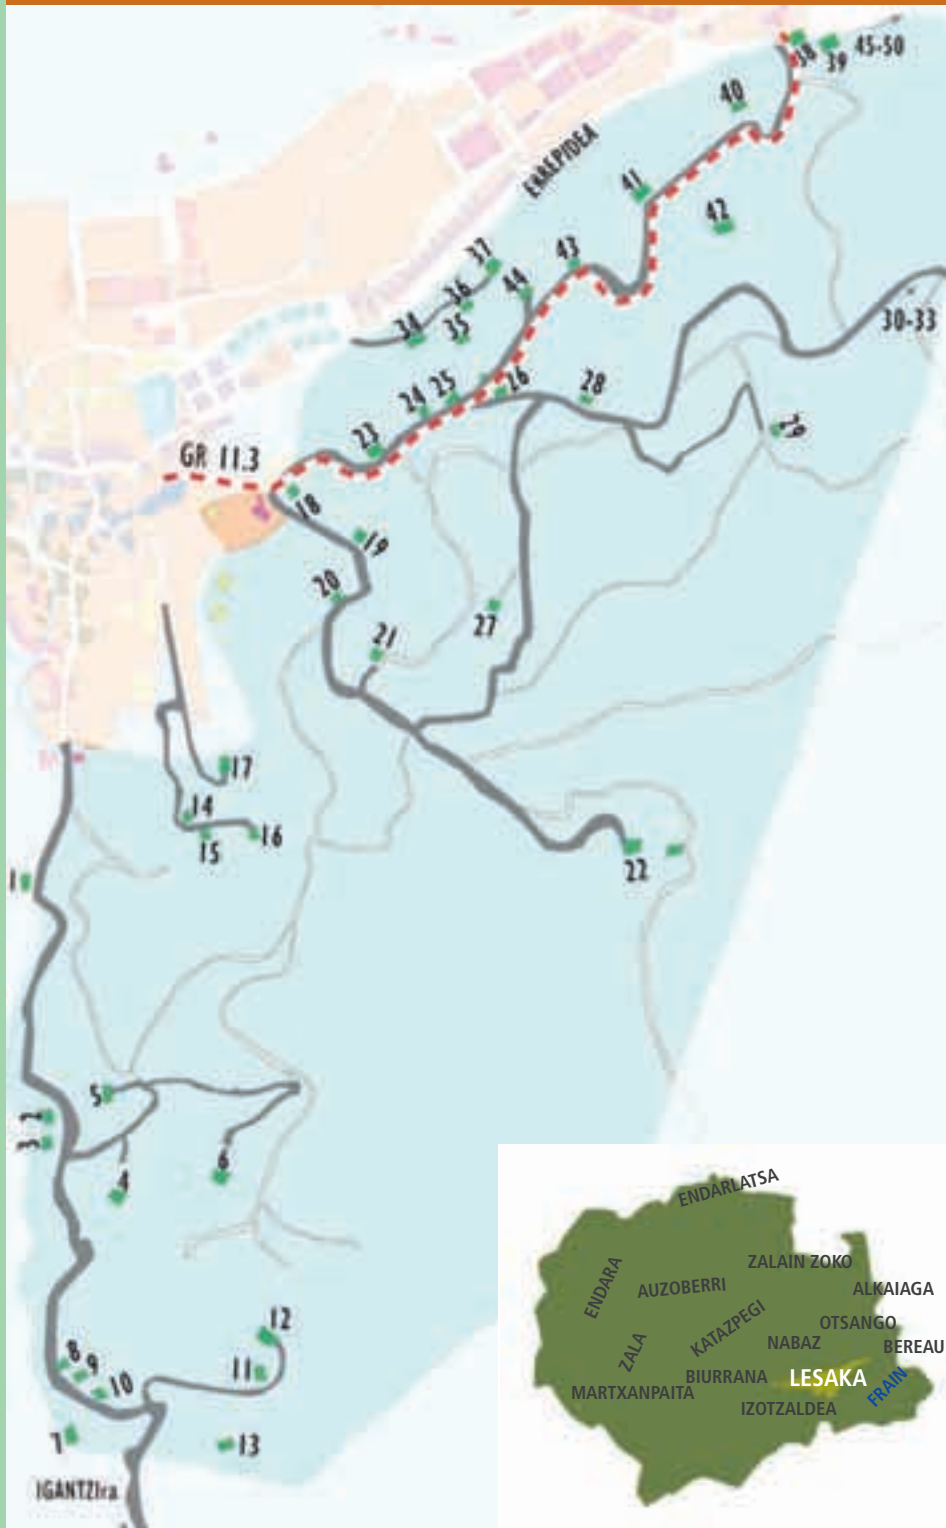 38
39
45-50
40
ERREPIDEA
41
42
37
43
44
36
34
35
30-33
24
25
26
28
23
29
GR 11.3
18
19
20
21
27
17
14
15
16
22
1
5
2
3
4
6
12
8
9
10
11
7
13
IGANTZIra
ENDARLATSA
ENDARA
ZALAIN ZOKO
AUZOBERRI
ALKAIAGA
KATAZPEGI
OTSANGO
ZALA
NABAZ
BEREAU
BIURRANA
LESAKA
FRAIN
MARTXANPAITA
IZOTZALDEA